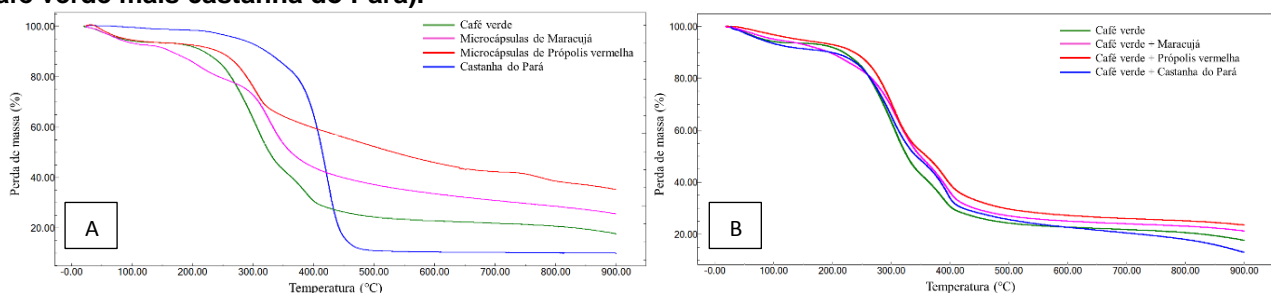 afé verde mais castanha do Pará).
100.00
80.00
60.00
40.00
20.00
Perda de massa (%)
Café verde
Microcápsulas de Maracujá
Microcápsulas de Própolis vermelha
Castanha do Pará
A
-0.00 100.00 200.00 300.00 400.00 500.00 600.00 700.00 800.00 900.00
Temperatura (°C)
100.00
80.00
60.00
40.00
20.00
Perda de massa (%)
Café verde
Café verde + Maracujá
Café verde + Própolis vermelha
Café verde + Castanha do Pará
B
-0.00 100.00 200.00 300.00 400.00 500.00 600.00 700.00 800.00 900.00
Temperatura (°C)